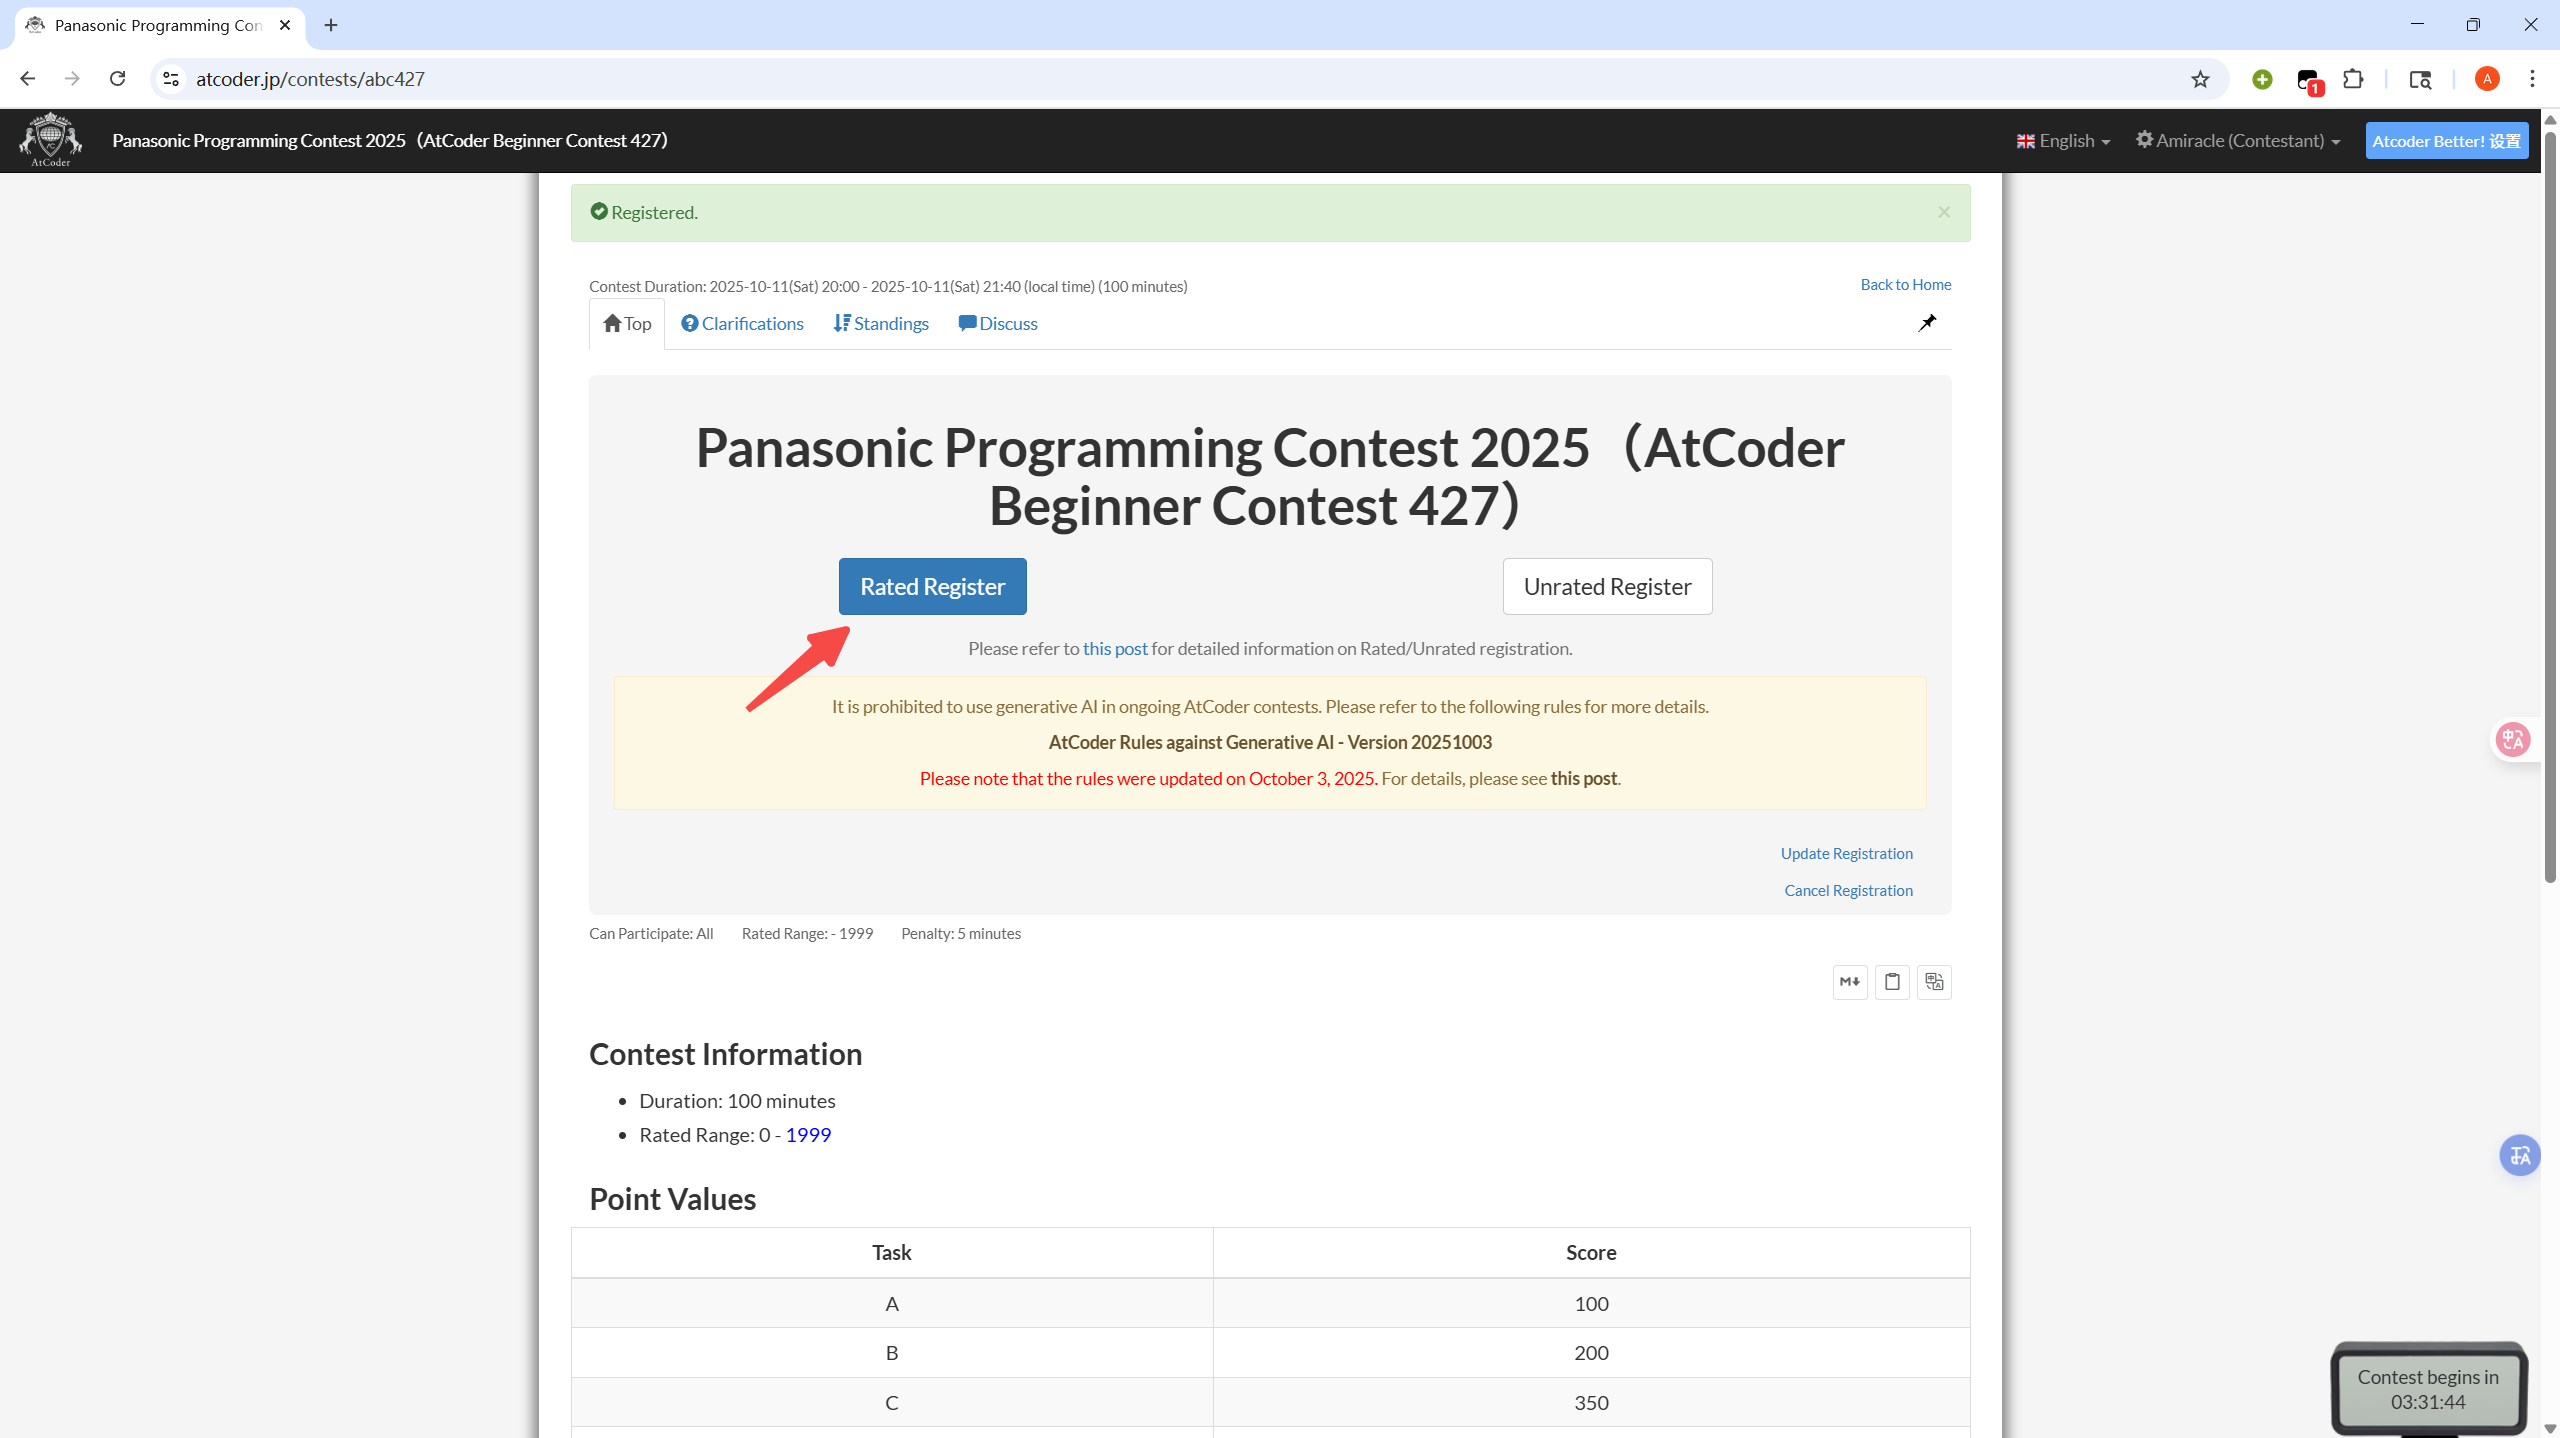 Panasonic Programming Con
atcoder.jp/contests/abc427
1
A
AtCoder
Panasonic Programming Contest 2025（AtCoder Beginner Contest 427）
English
Amiracle (Contestant)
Atcoder Better! 设置
Registered.
×
Contest Duration: 2025-10-11(Sat) 20:00 - 2025-10-11(Sat) 21:40 (local time) (100 minutes)
Back to Home
Top
Clarifications
Standings
Discuss
Panasonic Programming Contest 2025（AtCoder
Beginner Contest 427）
Rated Register
Unrated Register
Please refer to this post for detailed information on Rated/Unrated registration.
It is prohibited to use generative AI in ongoing AtCoder contests. Please refer to the following rules for more details.
AtCoder Rules against Generative AI - Version 20251003
Please note that the rules were updated on October 3, 2025. For details, please see this post.
Update Registration
Cancel Registration
Can Participate: All
Rated Range: - 1999
Penalty: 5 minutes
Contest Information
Duration: 100 minutes
Rated Range: 0 - 1999
Point Values
Task
Score
A
100
B
200
C
350
Contest begins in
03:31:44